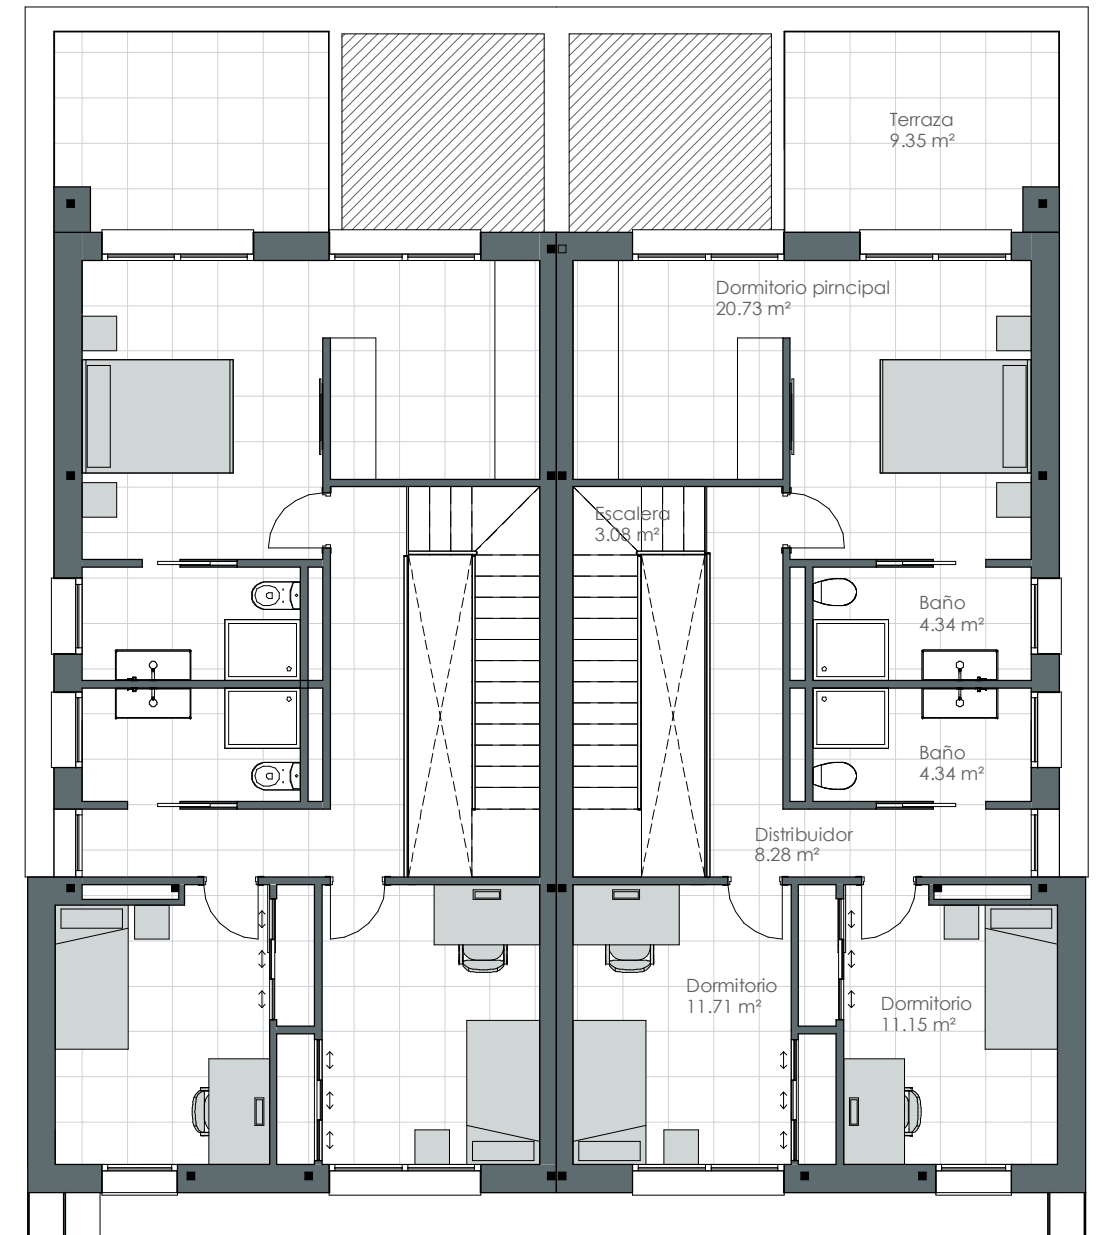 Terraza
9.35 m²
Dormitorio pirncipal
20.73 m²
Escalera
3.08 m²
Baño
4.34 m²
Baño
4.34 m²
Distribuidor
8.28 m²
Dormitorio
11.71 m²
Dormitorio
11.15 m²